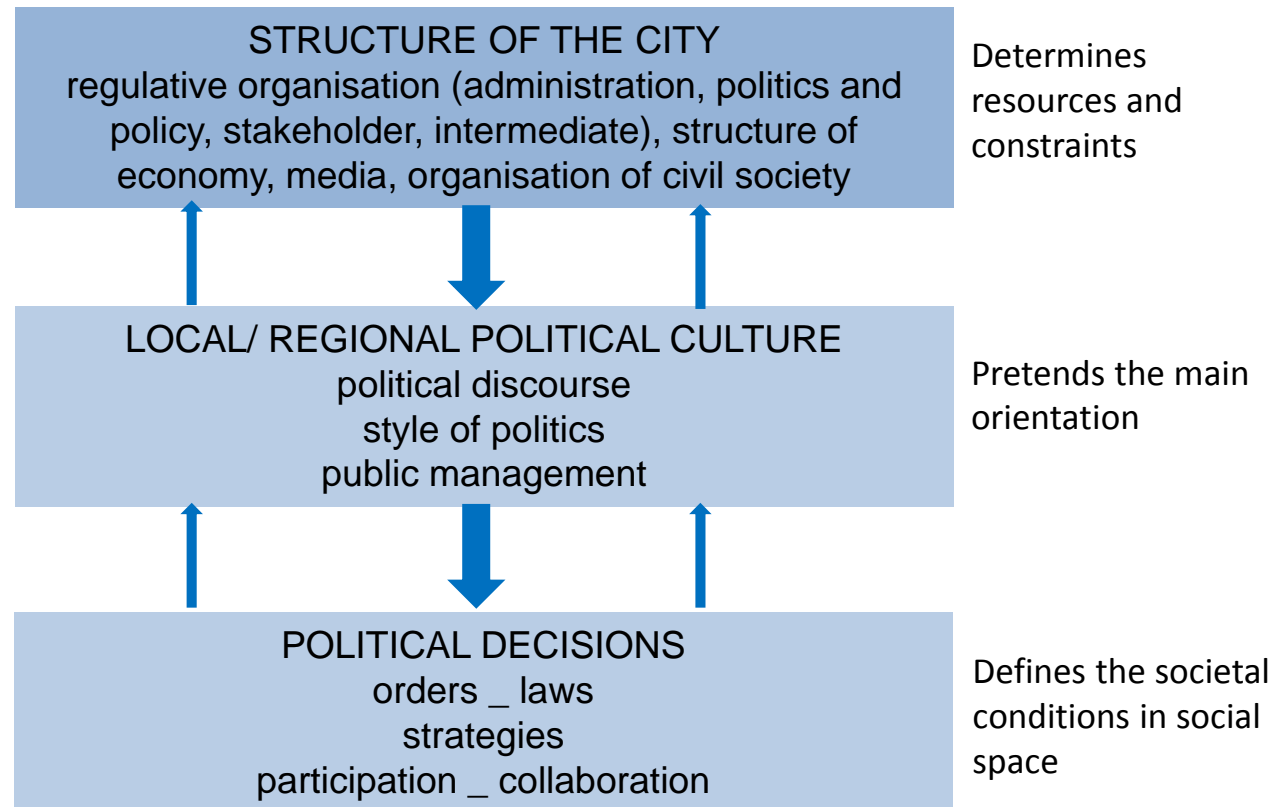 STRUCTURE OF THE CITY
regulative organisation (administration, politics and
policy, stakeholder, intermediate), structure of
economy, media, organisation of civil society
Determines
resources and
constraints
LOCAL/ REGIONAL POLITICAL CULTURE
political discourse
style of politics
public management
Pretends the main
orientation
POLITICAL DECISIONS
orders _ laws
strategies
participation _ collaboration
Defines the societal
conditions in social
space